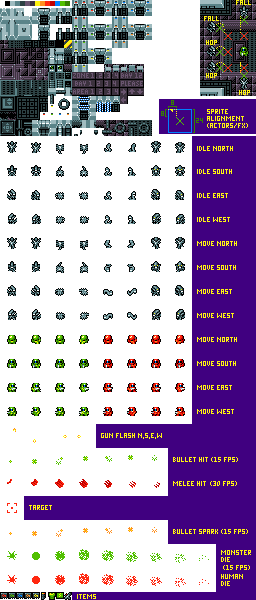 FALL
FALL
HOP
HOP
HOP
24
SPRITE
ALIGNMENT
(ACTORS/FX)
IDLE NORTH
IDLE SOUTH
IDLE EAST
IDLE WEST
MOVE NORTH
MOVE SOUTH
MOVE EAST
MOVE WEST
MOVE NORTH
MOVE SOUTH
MOVE EAST
MOVE WEST
GUN FLASH N,S,E,W
BULLET HIT (15 FPS)
MELEE HIT (30 FPS)
TARGET
BULLET SPARK (15 FPS)
MONSTER
DIE
(15 FPS)
HUMAN
DIE
ITEMS